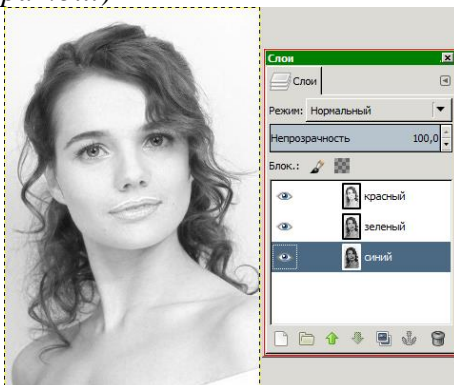 Слои
Слои
Режим: Нормальный
Непрозрачность 100,0
Блок.:
красный
зеленый
синий